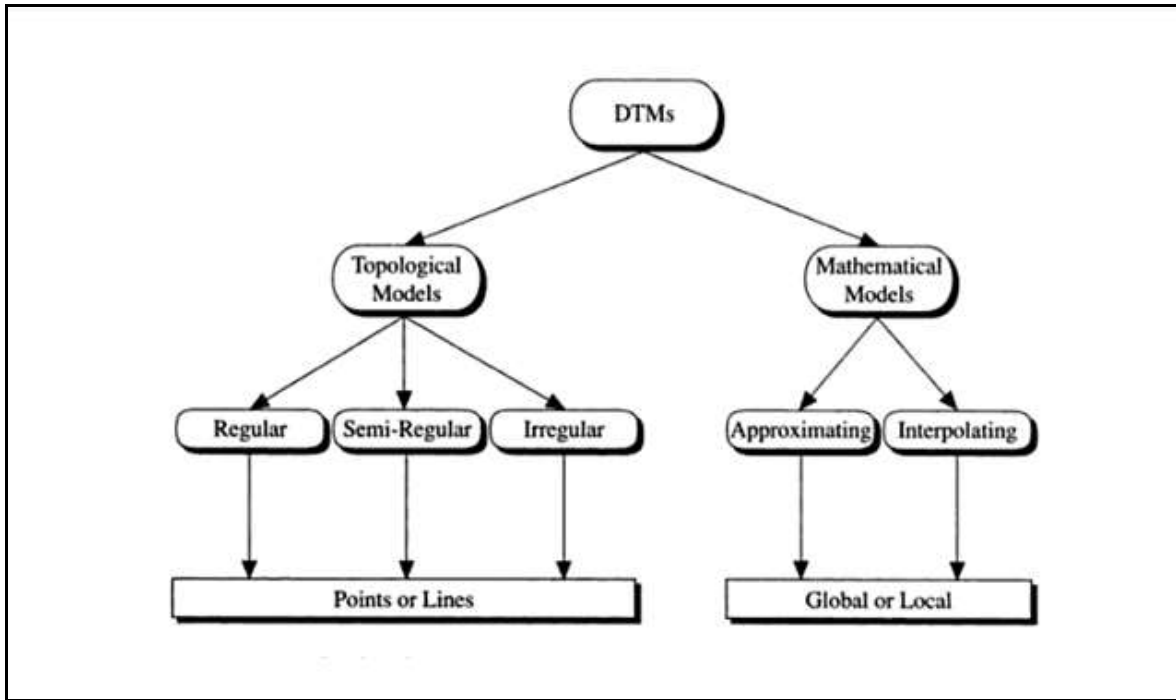 DTMs
Topological
Models
Mathematical
Models
Regular
Semi-Regular
Irregular
Approximating
Interpolating
Points or Lines
Global or Local